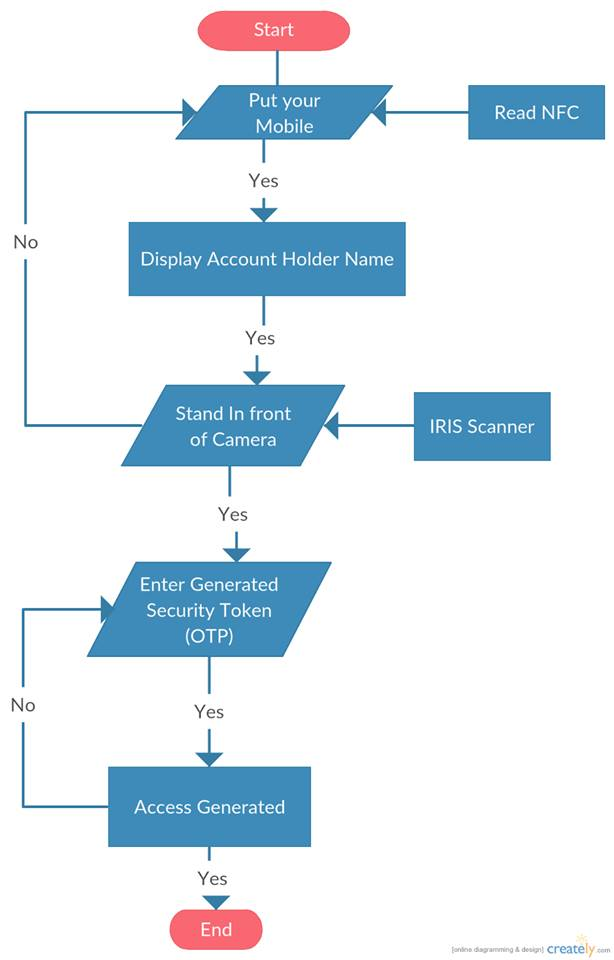 Start
Put your
Mobile
Read NFC
Yes
No
Display Account Holder Name
Yes
Stand In front
of Camera
IRIS Scanner
Yes
Enter Generated
Security Token
(OTP)
No
Yes
Access Generated
Yes
End
[online diagramming & design] creately.com